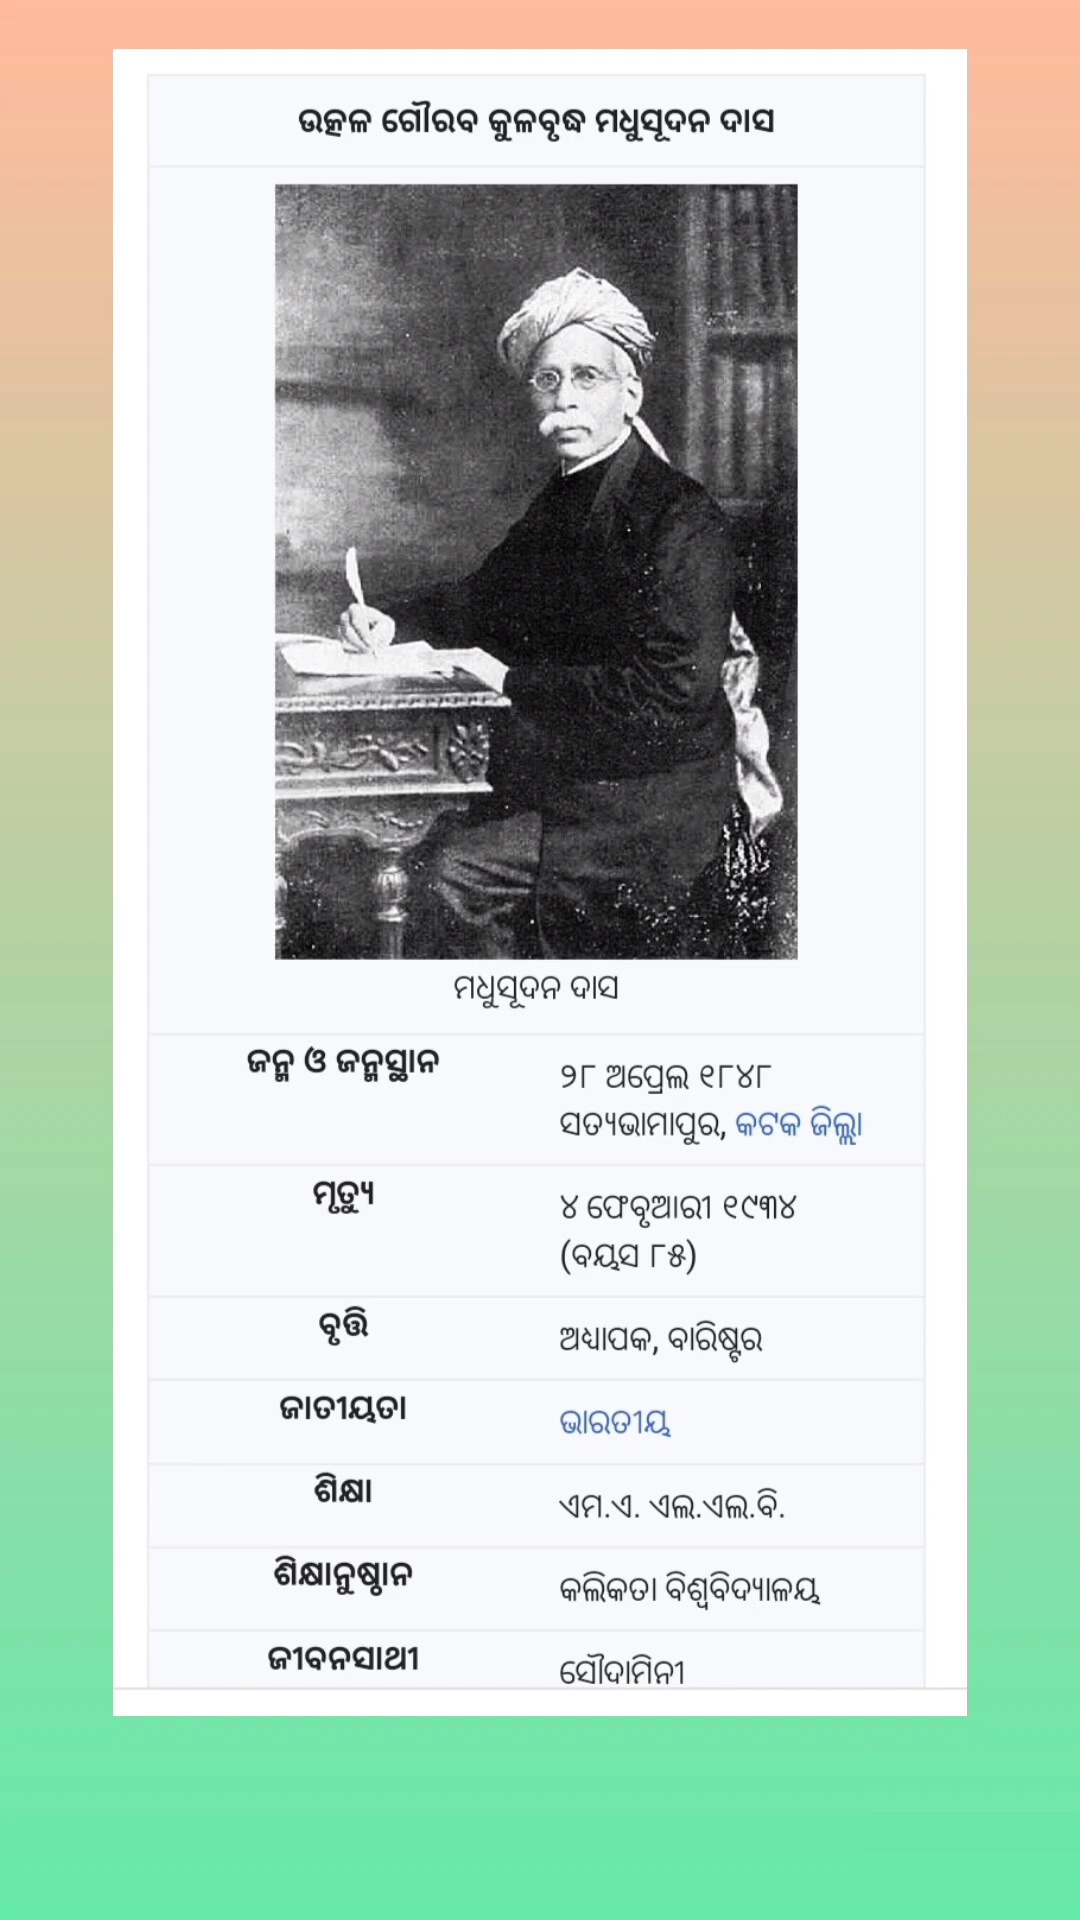 ଉତ୍କଳ ଗୌରବ କୁଳବୃଦ୍ଧ ମଧୁସୂଦନ ଦାସ
ମଧୁସୂଦନ ଦାସ
ଜନ୍ମ ଓ ଜନ୍ମସ୍ଥାନ
୨୮ ଅପ୍ରେଲ ୧୮୪୮
ସତ୍ୟଭାମାପୁର, କଟକ ଜିଲ୍ଲା
ମୃତ୍ୟୁ
୪ ଫେବୃଆରୀ ୧୯୩୪
(ବୟସ ୮୫)
ବୃତ୍ତି
ଅଧ୍ୟାପକ, ବାରିଷ୍ଟର
ଜାତୀୟତା
ଭାରତୀୟ
ଶିକ୍ଷା
ଏମ.ଏ. ଏଲ.ଏଲ.ବି.
ଶିକ୍ଷାନୁଷ୍ଠାନ
କଲିକତା ବିଶ୍ୱବିଦ୍ୟାଳୟ
ଜୀବନସାଥୀ
ସୌଦାମିନୀ